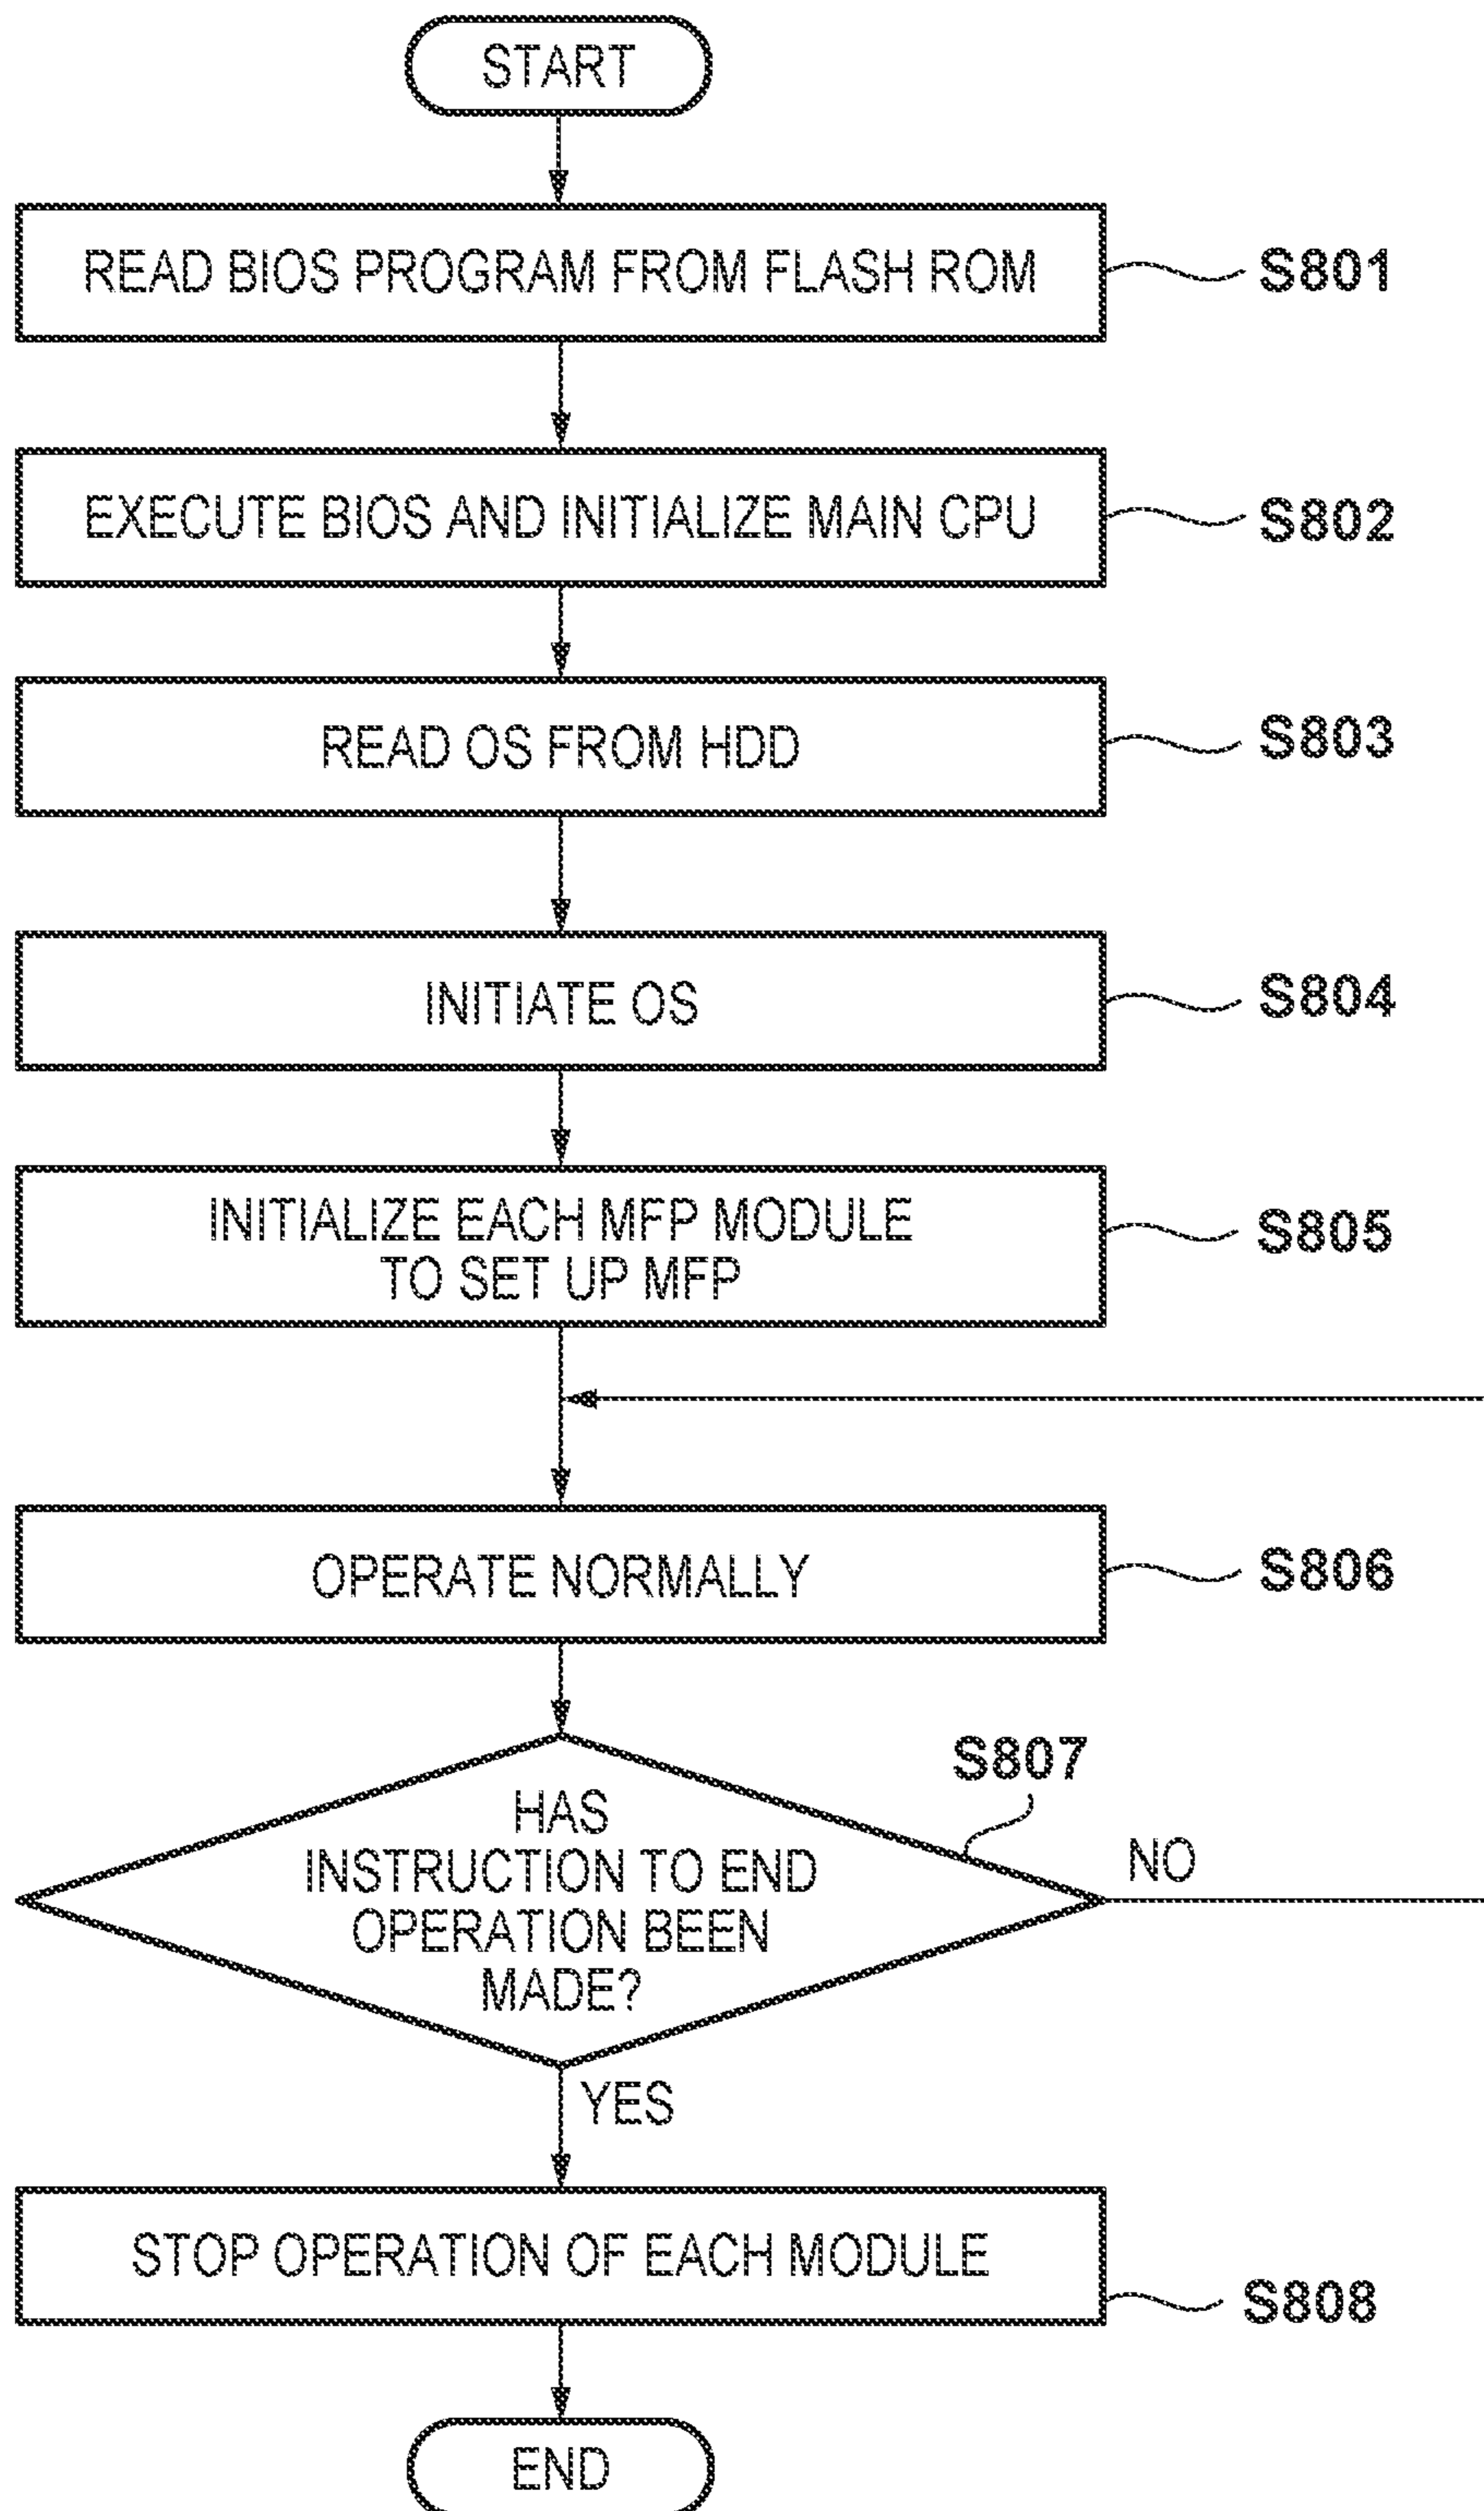 START
READ BIOS PROGRAM FROM FLASH ROM
S801
EXECUTE BIOS AND INITIALIZE MAIN CPU
S802
READ OS FROM HDD
S803
INITIATE OS
S804
INITIALIZE EACH MFP MODULE
TO SET UP MFP
S805
OPERATE NORMALLY
S806
S807
HAS
INSTRUCTION TO END
OPERATION BEEN
MADE?
NO
YES
STOP OPERATION OF EACH MODULE
S808
END